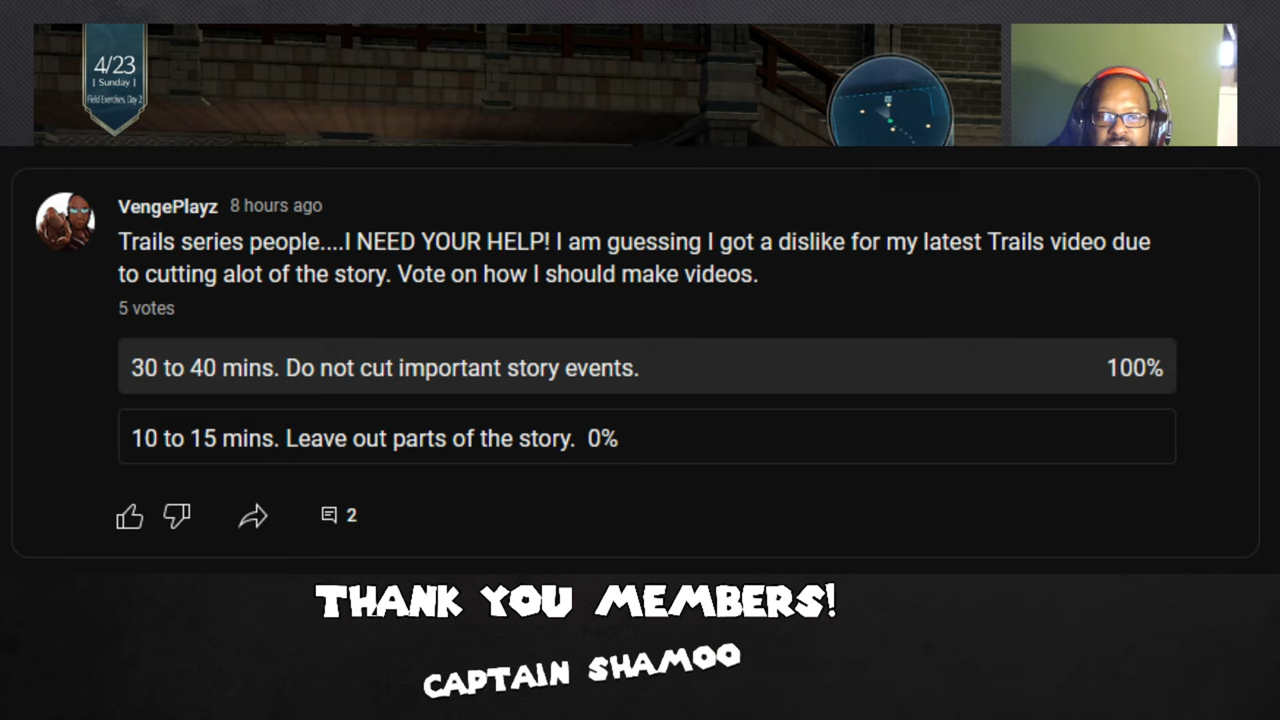 4/23
| Sunday |
Field Exercises, Day 2
VengePlayz 8 hours ago
Trails series people....I NEED YOUR HELP! I am guessing I got a dislike for my latest Trails video due
to cutting alot of the story. Vote on how I should make videos.
5 votes
30 to 40 mins. Do not cut important story events. 100%
10 to 15 mins. Leave out parts of the story. 0%
2
THANK YOU MEMBERS!
CAPTAIN SHAMOO